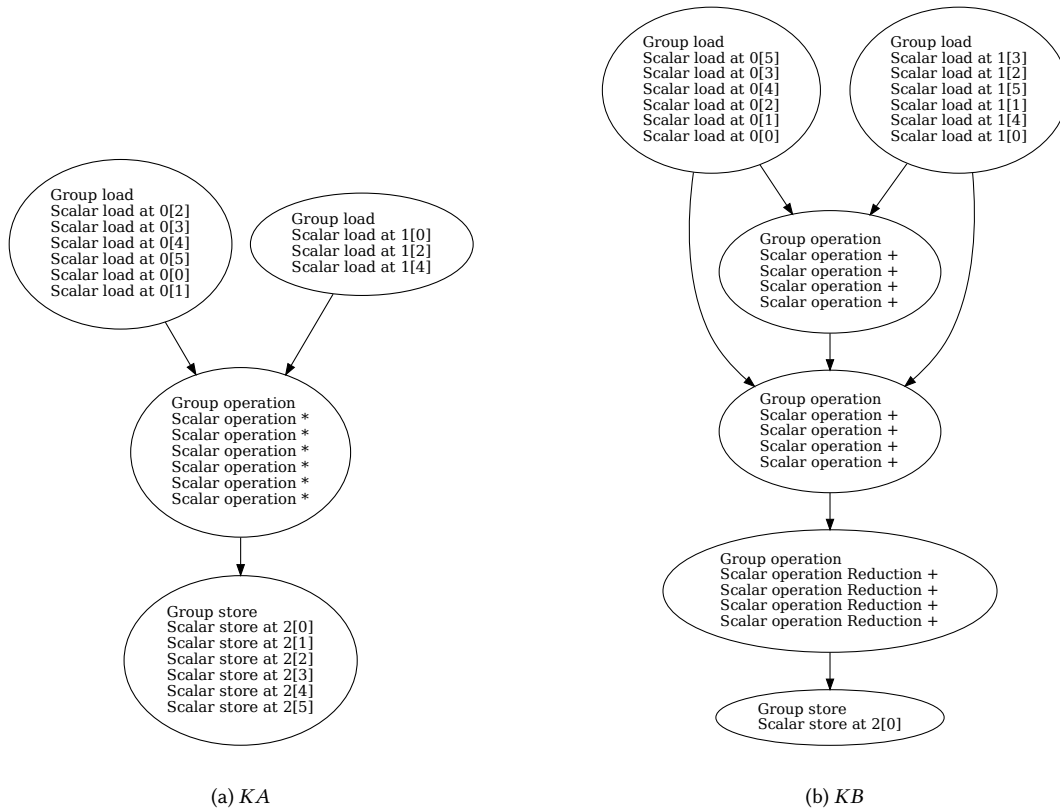 Group load
Scalar load at 0[2]
Scalar load at 0[3]
Scalar load at 0[4]
Scalar load at 0[5]
Scalar load at 0[0]
Scalar load at 0[1]
Group load
Scalar load at 1[0]
Scalar load at 1[2]
Scalar load at 1[4]
Group operation
Scalar operation *
Scalar operation *
Scalar operation *
Scalar operation *
Scalar operation *
Scalar operation *
Group store
Scalar store at 2[0]
Scalar store at 2[1]
Scalar store at 2[2]
Scalar store at 2[3]
Scalar store at 2[4]
Scalar store at 2[5]
(a) KA
Group load
Scalar load at 0[5]
Scalar load at 0[3]
Scalar load at 0[4]
Scalar load at 0[2]
Scalar load at 0[1]
Scalar load at 0[0]
Group load
Scalar load at 1[3]
Scalar load at 1[2]
Scalar load at 1[5]
Scalar load at 1[1]
Scalar load at 1[4]
Scalar load at 1[0]
Group operation
Scalar operation +
Scalar operation +
Scalar operation +
Scalar operation +
Group operation
Scalar operation +
Scalar operation +
Scalar operation +
Scalar operation +
Group operation
Scalar operation Reduction +
Scalar operation Reduction +
Scalar operation Reduction +
Scalar operation Reduction +
Group store
Scalar store at 2[0]
(b) KB